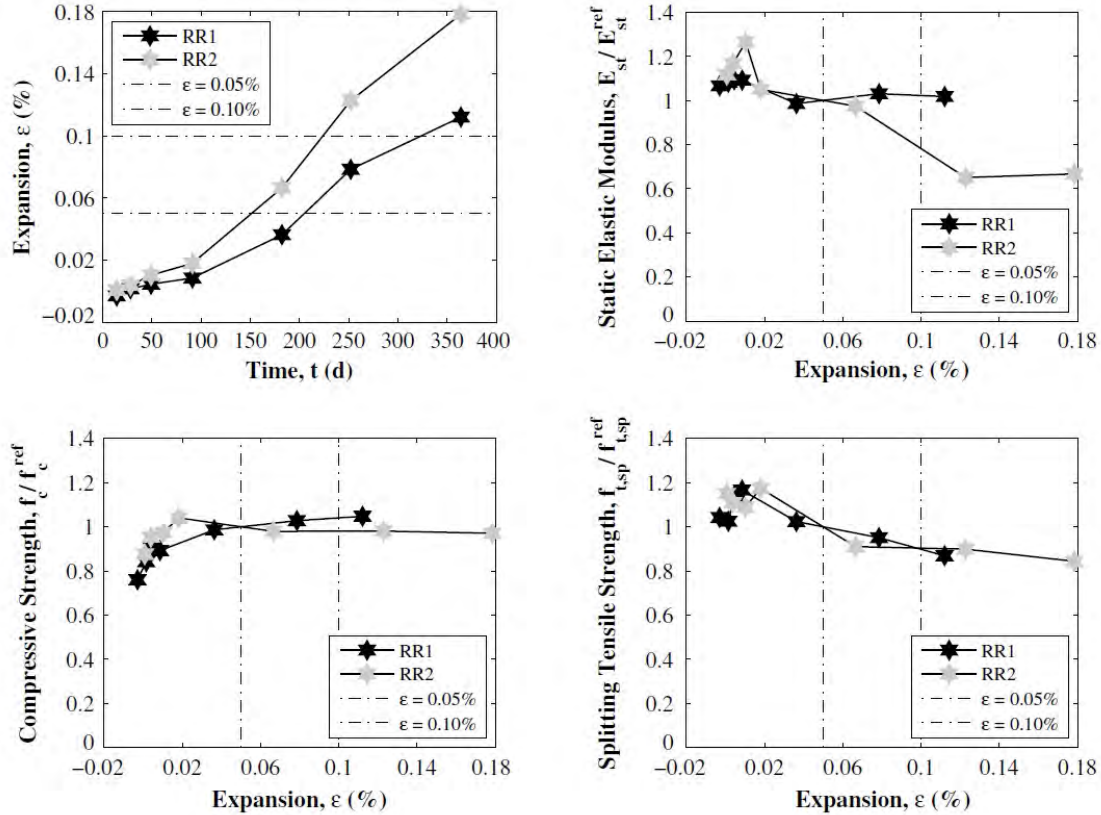 Expansion, ε (%)
0.18
0.14
0.1
0.06
0.02
−0.02
RR1
RR2
ε = 0.05%
ε = 0.10%
0 50 100 150 200 250 300 350 400
Time, t (d)
Static Elastic Modulus, E_st / E_st^ref
1.4
1.2
1
0.8
0.6
0.4
0.2
0
RR1
RR2
ε = 0.05%
ε = 0.10%
−0.02 0.02 0.06 0.1 0.14 0.18
Expansion, ε (%)
Compressive Strength, f_c / f_c^ref
1.4
1.2
1
0.8
0.6
0.4
0.2
0
RR1
RR2
ε = 0.05%
ε = 0.10%
−0.02 0.02 0.06 0.1 0.14 0.18
Expansion, ε (%)
Splitting Tensile Strength, f_t,sp / f_t,sp^ref
1.4
1.2
1
0.8
0.6
0.4
0.2
0
RR1
RR2
ε = 0.05%
ε = 0.10%
−0.02 0.02 0.06 0.1 0.14 0.18
Expansion, ε (%)